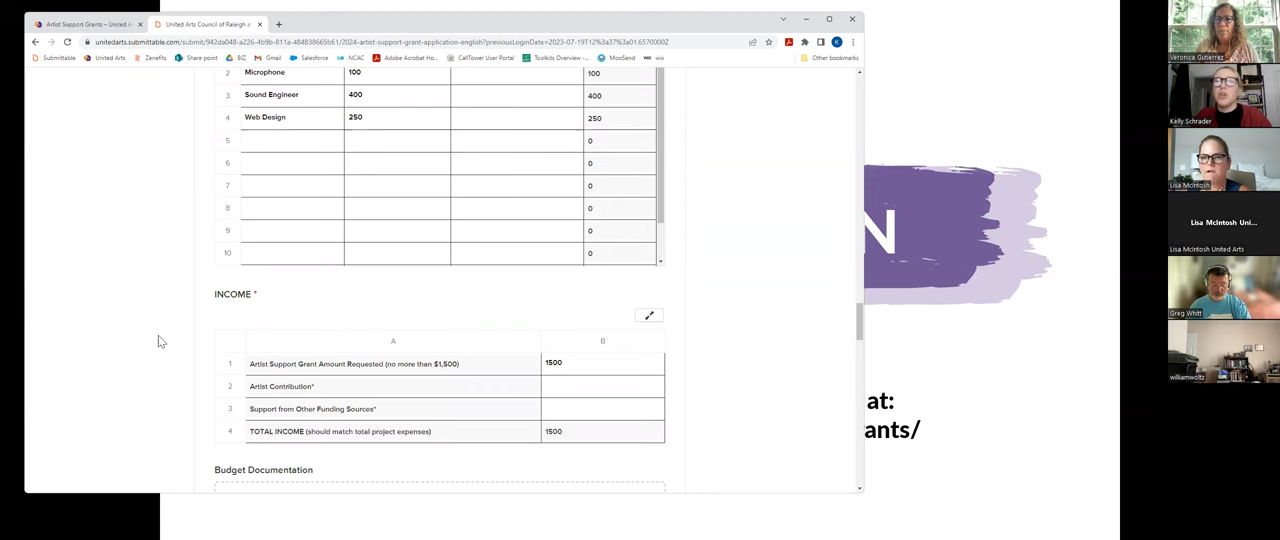 Artist Support Grants – United A
United Arts Council of Raleigh a
unitedarts.submittable.com/submit/942da048-a226-4b9b-811a-484838665b61/2024-artist-support-grant-application-english?previousLoginDate=2023-07-19T12%3a37%3a01.6570000Z
K
Submittable United Arts Zenefits Share point BIZ Gmail Salesforce NCAC Adobe Acrobat Ho... CallTower User Portal Toolkits Overview -... MooSend wix Other bookmarks
2 Microphone 100 100
3 Sound Engineer 400 400
4 Web Design 250 250
5 0
6 0
7 0
8 0
9 0
10 0
INCOME *
A B
1 Artist Support Grant Amount Requested (no more than $1,500) 1500
2 Artist Contribution*
3 Support from Other Funding Sources*
4 TOTAL INCOME (should match total project expenses) 1500
Budget Documentation
N
at:
ants/
Veronica Gutierrez
Kelly Schrader
Lisa McIntosh
Lisa McIntosh Uni...
Lisa McIntosh United Arts
Greg Whitt
williamwoltz